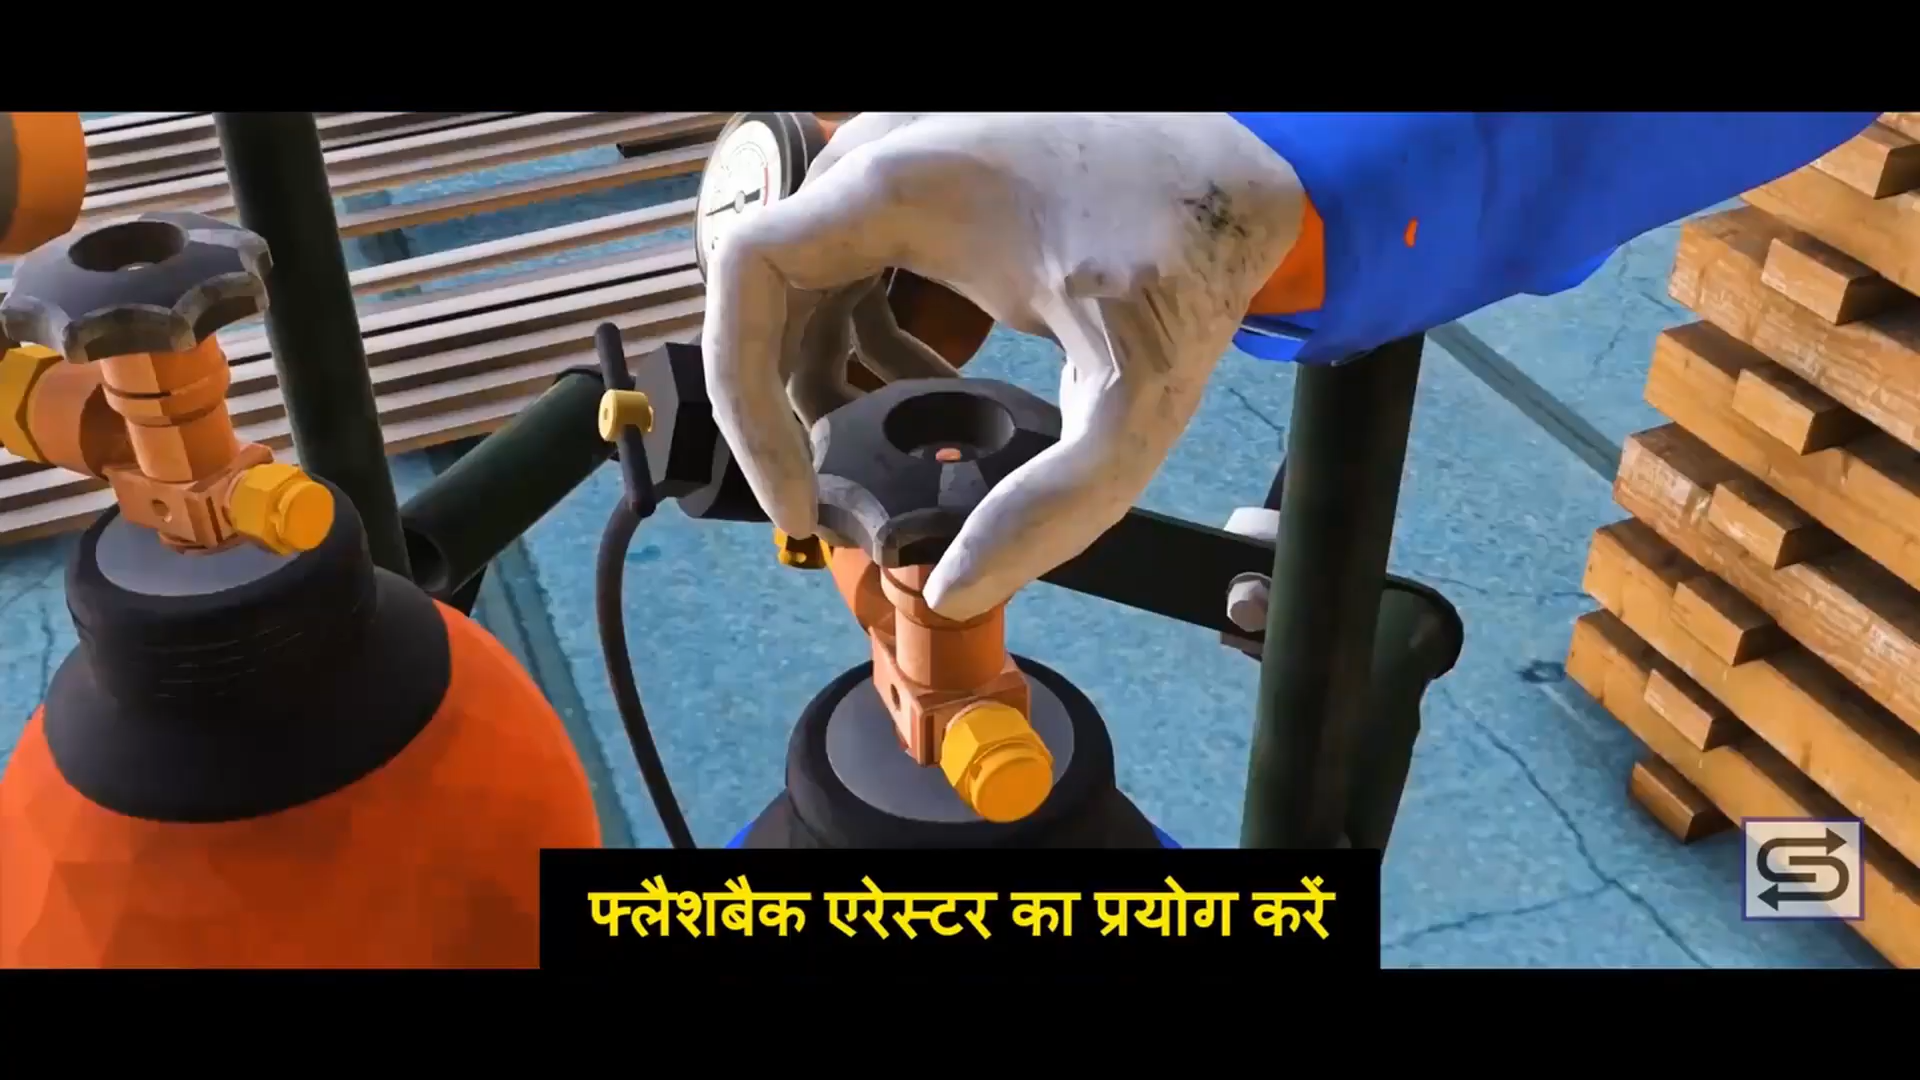 फ्लैशबैक एरेस्टर का प्रयोग करें